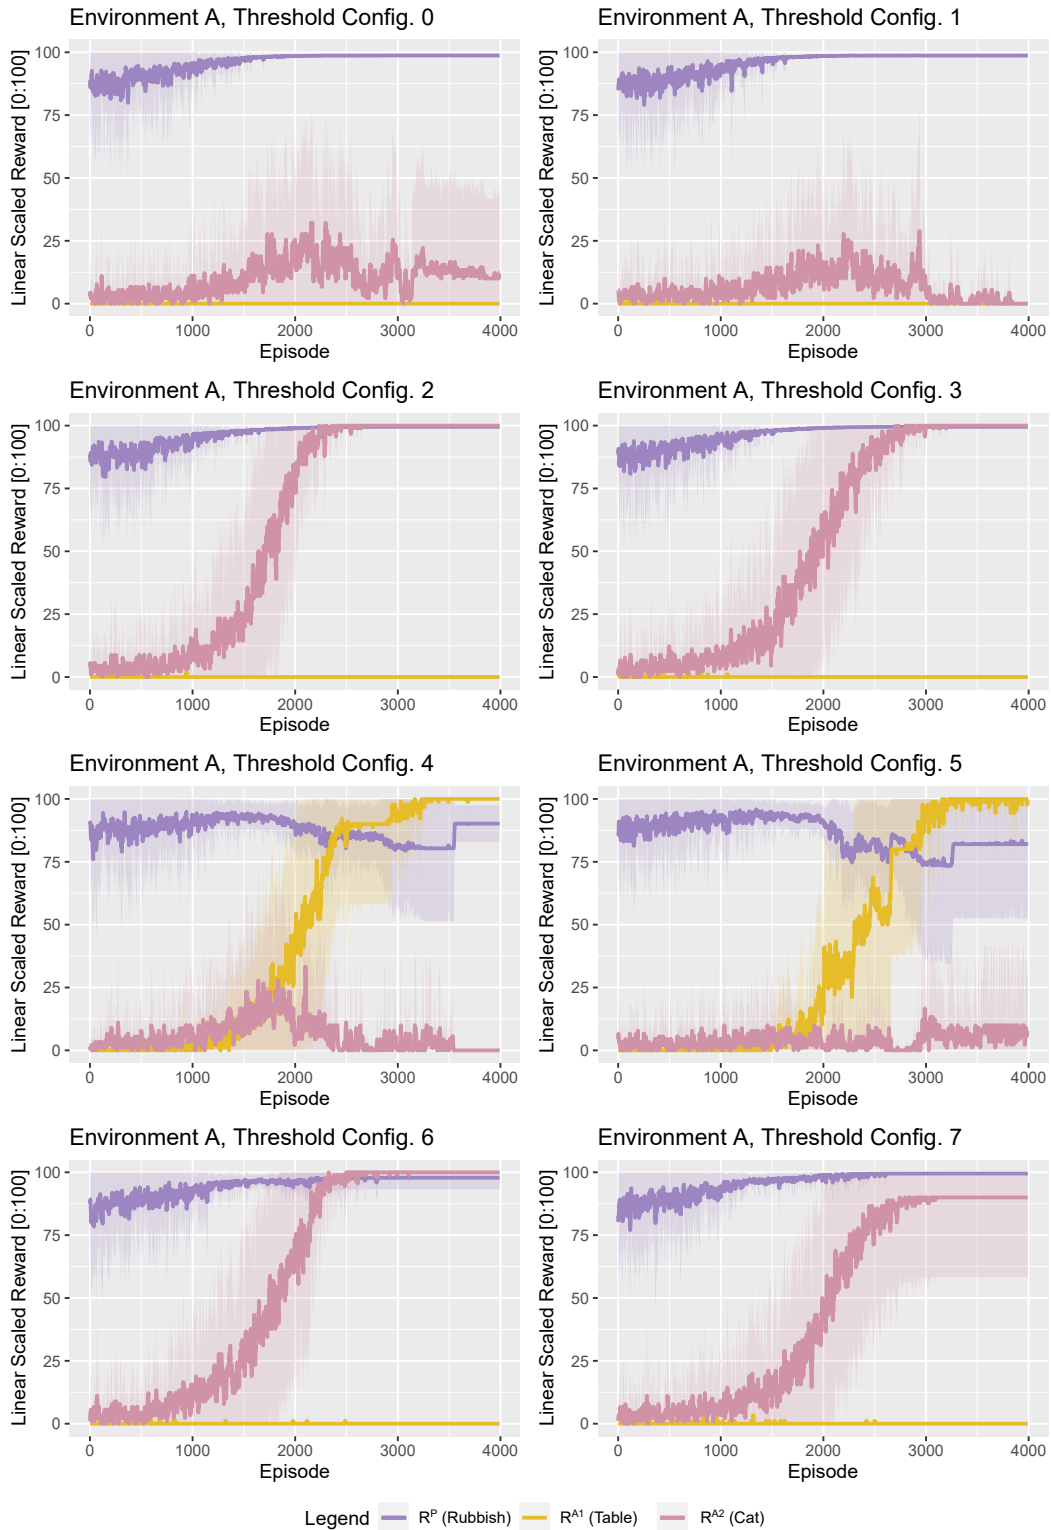 Environment A, Threshold Config. 0
Linear Scaled Reward [0:100]
100
75
50
25
0
0 1000 2000 3000 4000
Episode
Environment A, Threshold Config. 1
Linear Scaled Reward [0:100]
100
75
50
25
0
0 1000 2000 3000 4000
Episode
Environment A, Threshold Config. 2
Linear Scaled Reward [0:100]
100
75
50
25
0
0 1000 2000 3000 4000
Episode
Environment A, Threshold Config. 3
Linear Scaled Reward [0:100]
100
75
50
25
0
0 1000 2000 3000 4000
Episode
Environment A, Threshold Config. 4
Linear Scaled Reward [0:100]
100
75
50
25
0
0 1000 2000 3000 4000
Episode
Environment A, Threshold Config. 5
Linear Scaled Reward [0:100]
100
75
50
25
0
0 1000 2000 3000 4000
Episode
Environment A, Threshold Config. 6
Linear Scaled Reward [0:100]
100
75
50
25
0
0 1000 2000 3000 4000
Episode
Environment A, Threshold Config. 7
Linear Scaled Reward [0:100]
100
75
50
25
0
0 1000 2000 3000 4000
Episode
Legend R^P (Rubbish) R^A1 (Table) R^A2 (Cat)